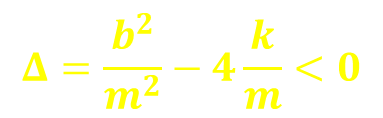 Δ = b²/m² − 4 k/m < 0